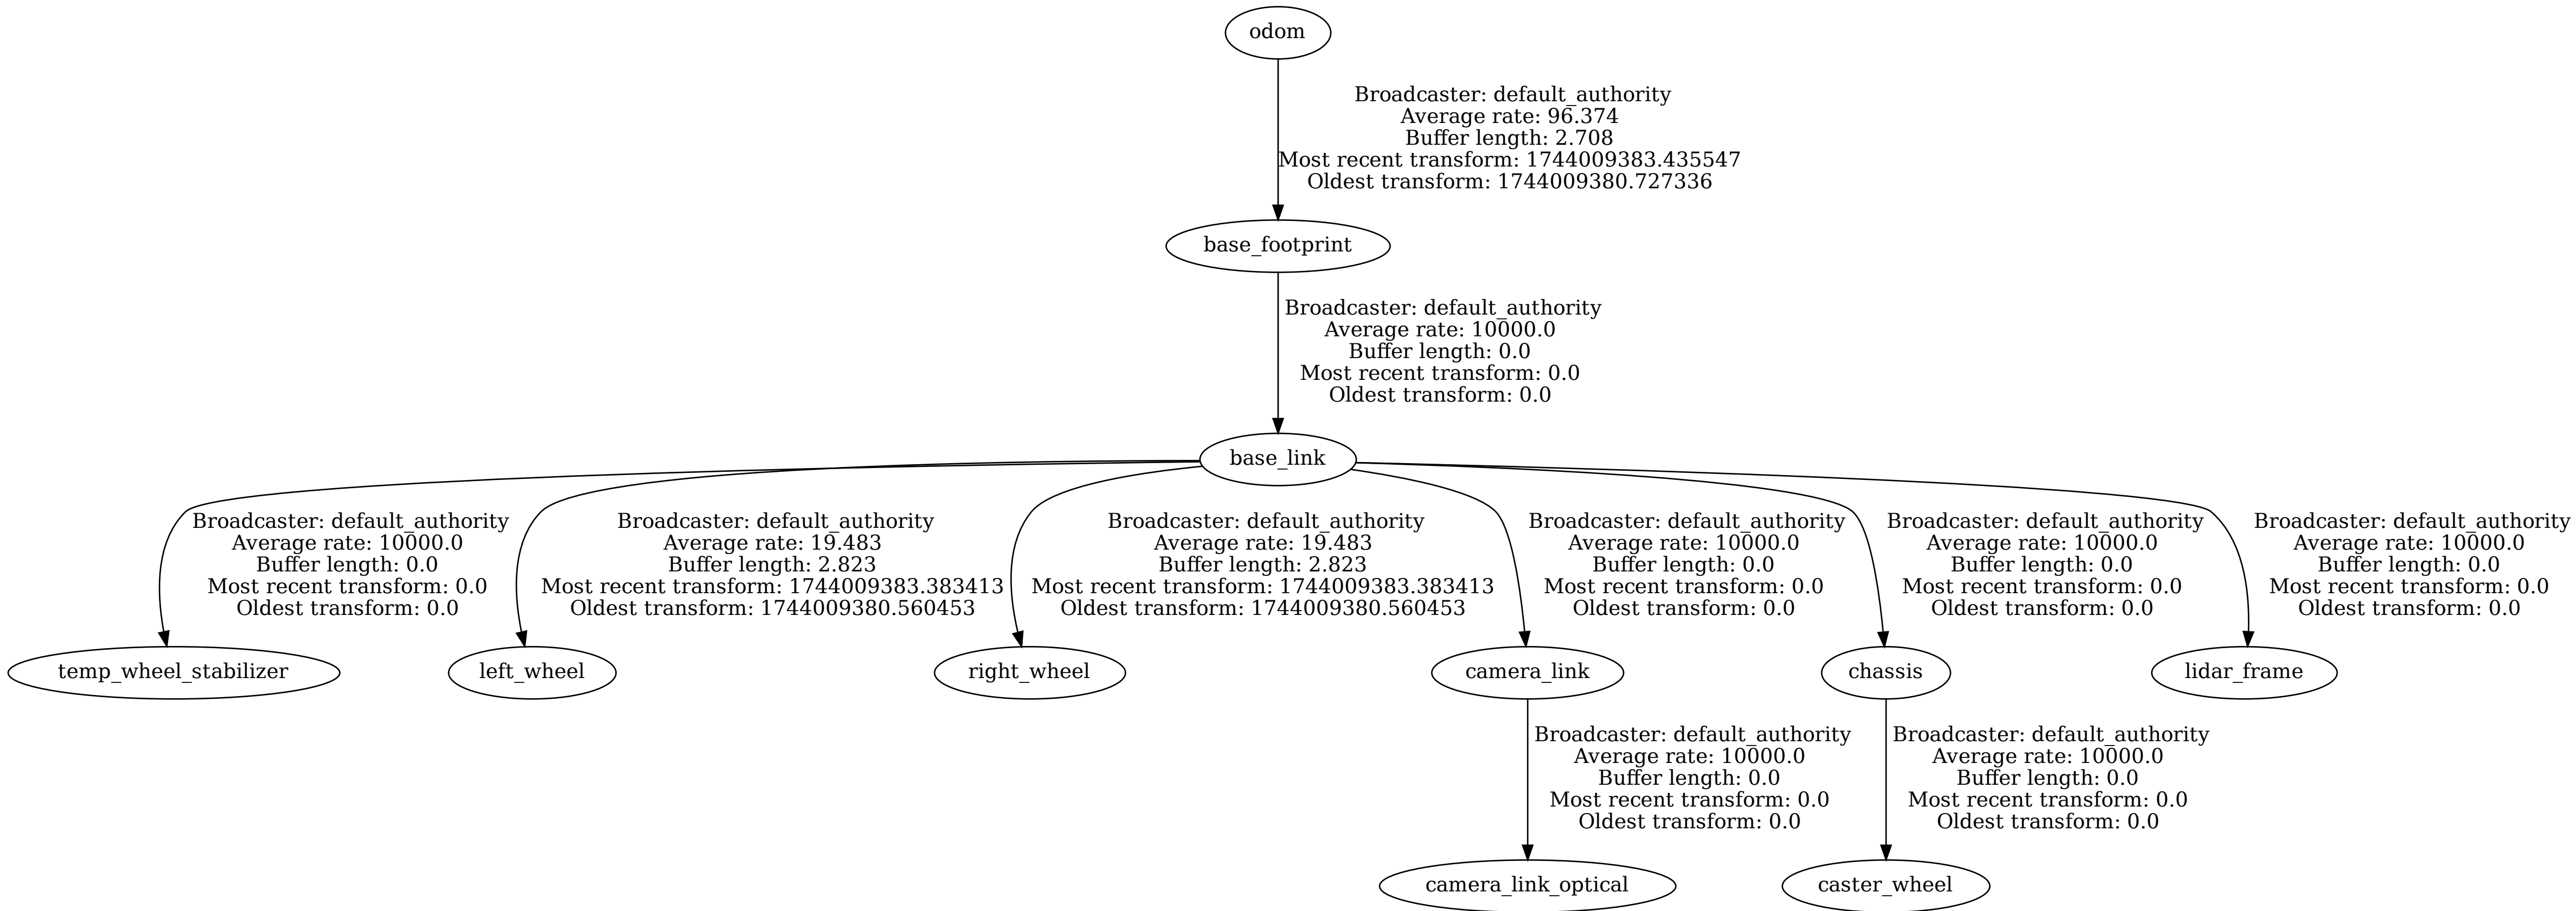 odom
Broadcaster: default_authority
Average rate: 96.374
Buffer length: 2.708
Most recent transform: 1744009383.435547
Oldest transform: 1744009380.727336
base_footprint
Broadcaster: default_authority
Average rate: 10000.0
Buffer length: 0.0
Most recent transform: 0.0
Oldest transform: 0.0
base_link
Broadcaster: default_authority
Average rate: 10000.0
Buffer length: 0.0
Most recent transform: 0.0
Oldest transform: 0.0
Broadcaster: default_authority
Average rate: 19.483
Buffer length: 2.823
Most recent transform: 1744009383.383413
Oldest transform: 1744009380.560453
Broadcaster: default_authority
Average rate: 19.483
Buffer length: 2.823
Most recent transform: 1744009383.383413
Oldest transform: 1744009380.560453
Broadcaster: default_authority
Average rate: 10000.0
Buffer length: 0.0
Most recent transform: 0.0
Oldest transform: 0.0
Broadcaster: default_authority
Average rate: 10000.0
Buffer length: 0.0
Most recent transform: 0.0
Oldest transform: 0.0
Broadcaster: default_authority
Average rate: 10000.0
Buffer length: 0.0
Most recent transform: 0.0
Oldest transform: 0.0
temp_wheel_stabilizer
left_wheel
right_wheel
camera_link
chassis
lidar_frame
Broadcaster: default_authority
Average rate: 10000.0
Buffer length: 0.0
Most recent transform: 0.0
Oldest transform: 0.0
Broadcaster: default_authority
Average rate: 10000.0
Buffer length: 0.0
Most recent transform: 0.0
Oldest transform: 0.0
camera_link_optical
caster_wheel